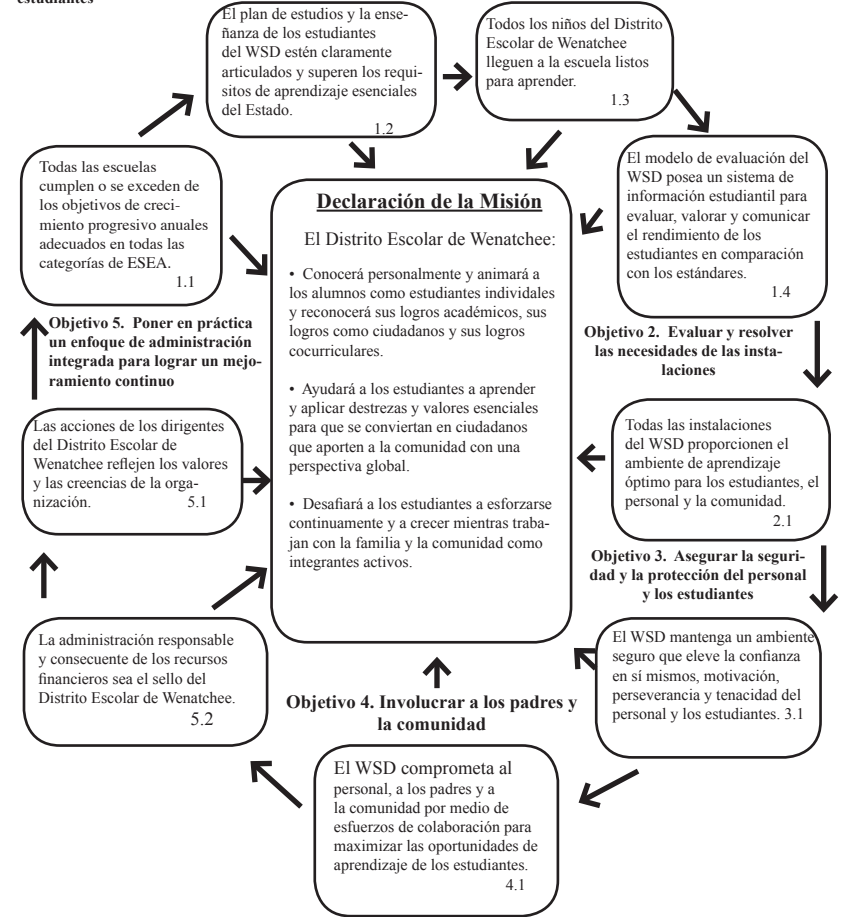 estudiantes
El plan de estudios y la ense-
ñanza de los estudiantes
del WSD estén claramente
articulados y superen los requi-
sitos de aprendizaje esenciales
del Estado.
1.2
Todos los niños del Distrito
Escolar de Wenatchee
lleguen a la escuela listos
para aprender.
1.3
Todas las escuelas
cumplen o se exceden de
los objetivos de creci-
miento progresivo anuales
adecuados en todas las
categorías de ESEA.
1.1
El modelo de evaluación del
WSD posea un sistema de
información estudiantil para
evaluar, valorar y comunicar
el rendimiento de los
estudiantes en comparación
con los estándares.
1.4
Declaración de la Misión
El Distrito Escolar de Wenatchee:
• Conocerá personalmente y animará a
los alumnos como estudiantes individales
y reconocerá sus logros académicos, sus
logros como ciudadanos y sus logros
cocurriculares.
• Ayudará a los estudiantes a aprender
y aplicar destrezas y valores esenciales
para que se conviertan en ciudadanos
que aporten a la comunidad con una
perspectiva global.
• Desafiará a los estudiantes a esforzarse
continuamente y a crecer mientras traba-
jan con la familia y la comunidad como
integrantes activos.
Objetivo 5. Poner en práctica
un enfoque de administración
integrada para lograr un mejo-
ramiento continuo
Objetivo 2. Evaluar y resolver
las necesidades de las insta-
laciones
Las acciones de los dirigentes
del Distrito Escolar de
Wenatchee reflejen los valores
y las creencias de la orga-
nización. 5.1
Todas las instalaciones
del WSD proporcionen el
ambiente de aprendizaje
óptimo para los estudiantes, el
personal y la comunidad.
2.1
Objetivo 3. Asegurar la seguri-
dad y la protección del personal
y los estudiantes
La administración responsable
y consecuente de los recursos
financieros sea el sello del
Distrito Escolar de Wenatchee.
5.2
El WSD mantenga un ambiente
seguro que eleve la confianza
en sí mismos, motivación,
perseverancia y tenacidad del
personal y los estudiantes. 3.1
Objetivo 4. Involucrar a los padres y
la comunidad
El WSD comprometa al
personal, a los padres y a
la comunidad por medio de
esfuerzos de colaboración para
maximizar las oportunidades de
aprendizaje de los estudiantes.
4.1